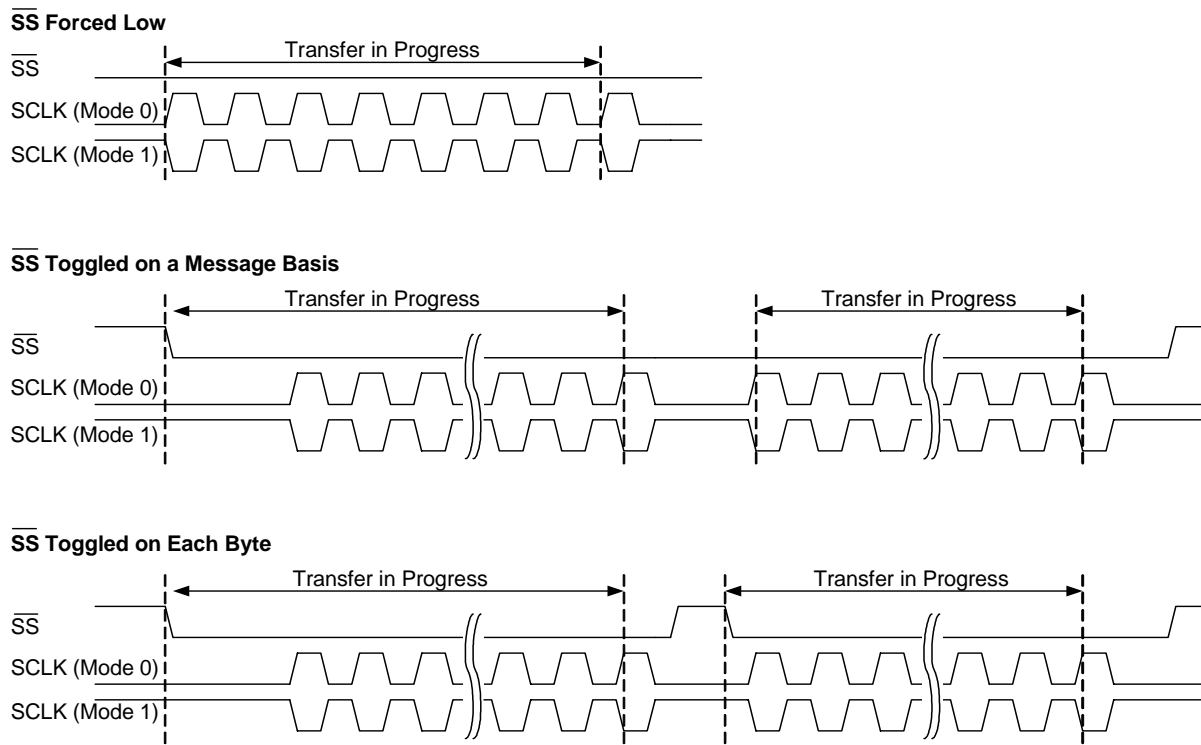 SS Forced Low
Transfer in Progress
SS
SCLK (Mode 0)
SCLK (Mode 1)
SS Toggled on a Message Basis
Transfer in Progress Transfer in Progress
SS
SCLK (Mode 0)
SCLK (Mode 1)
SS Toggled on Each Byte
Transfer in Progress Transfer in Progress
SS
SCLK (Mode 0)
SCLK (Mode 1)